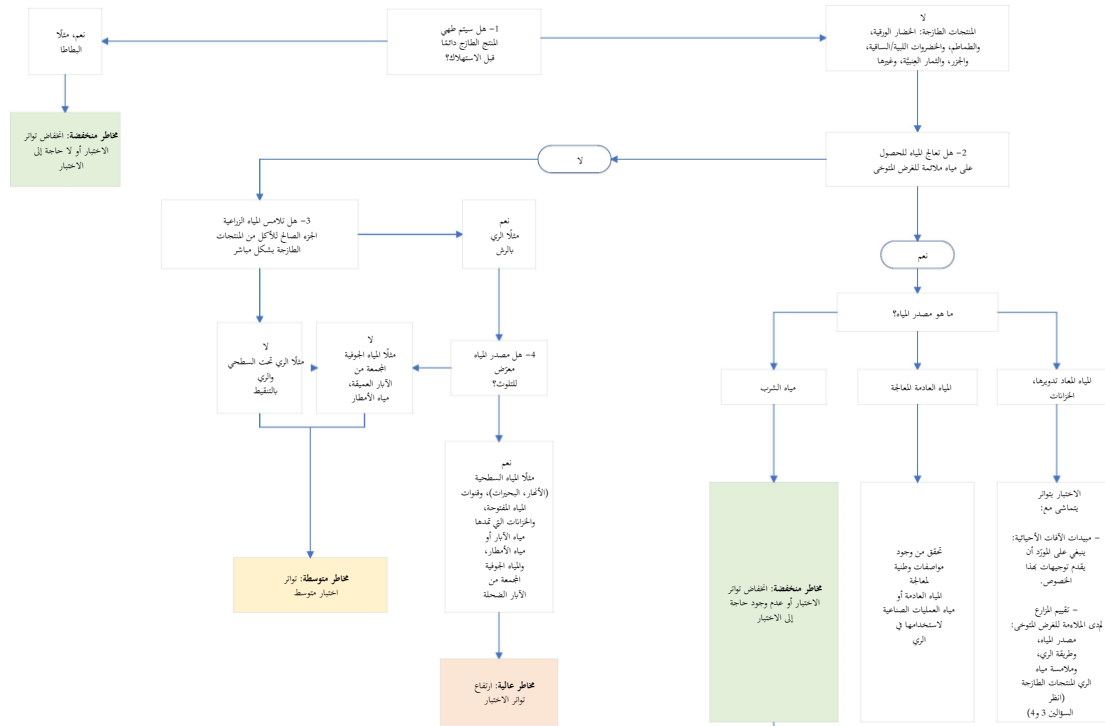 1- هل سيتم طهي
المنتج الطازج دائمًا
قبل الاستهلاك؟
نعم، مثلًا
البطاطا
مخاطر منخفضة: انخفاض تواتر
الاختبار أو لا حاجة إلى
الاختبار
لا
المنتجات الطازجة: الخضار الورقية،
والطماطم، والخضروات اللبية/الساقية،
والجزر، والثمار العِنبيّة، وغيرها
2- هل تعالج المياه للحصول
على مياه ملائمة للغرض المتوخى
لا
3- هل تلامس المياه الزراعية
الجزء الصالح للأكل من المنتجات
الطازجة بشكل مباشر
نعم
مثلًا الري
بالرش
لا
مثلًا الري تحت السطحي
والري
بالتنقيط
لا
مثلًا المياه الجوفية
المجمعة من
الآبار العميقة،
مياه الأمطار
4- هل مصدر المياه
معرّض
للتلوث؟
نعم
مثلًا المياه السطحية
(الأنهار، البحيرات)، وقنوات
المياه المفتوحة،
والخزانات التي تمدها
مياه الآبار أو
مياه الأمطار،
والمياه الجوفية
المجمعة من
الآبار الضحلة
مخاطر متوسطة: تواتر
اختبار متوسط
مخاطر عالية: ارتفاع
تواتر الاختبار
نعم
ما هو مصدر المياه؟
مياه الشرب
المياه العادمة المعالجة
المياه المعاد تدويرها،
الخزانات
مخاطر منخفضة: انخفاض تواتر
الاختبار أو عدم وجود حاجة
إلى الاختبار
تحقق من وجود
مواصفات وطنية
لمعالجة
المياه العادمة أو
مياه العمليات الصناعية
لاستخدامها في
الري
الاختبار بتواتر
يتماشى مع:
- مبيدات الآفات الأحيائية:
ينبغي على المورّد أن
يقدم توجيهات بهذا
الخصوص.
- تقييم المزارع
لمدى الملاءمة للغرض المتوخى:
مصدر المياه،
وطريقة الري،
وملامسة مياه
الري المنتجات الطازجة
(انظر
السؤالين 3 و4)